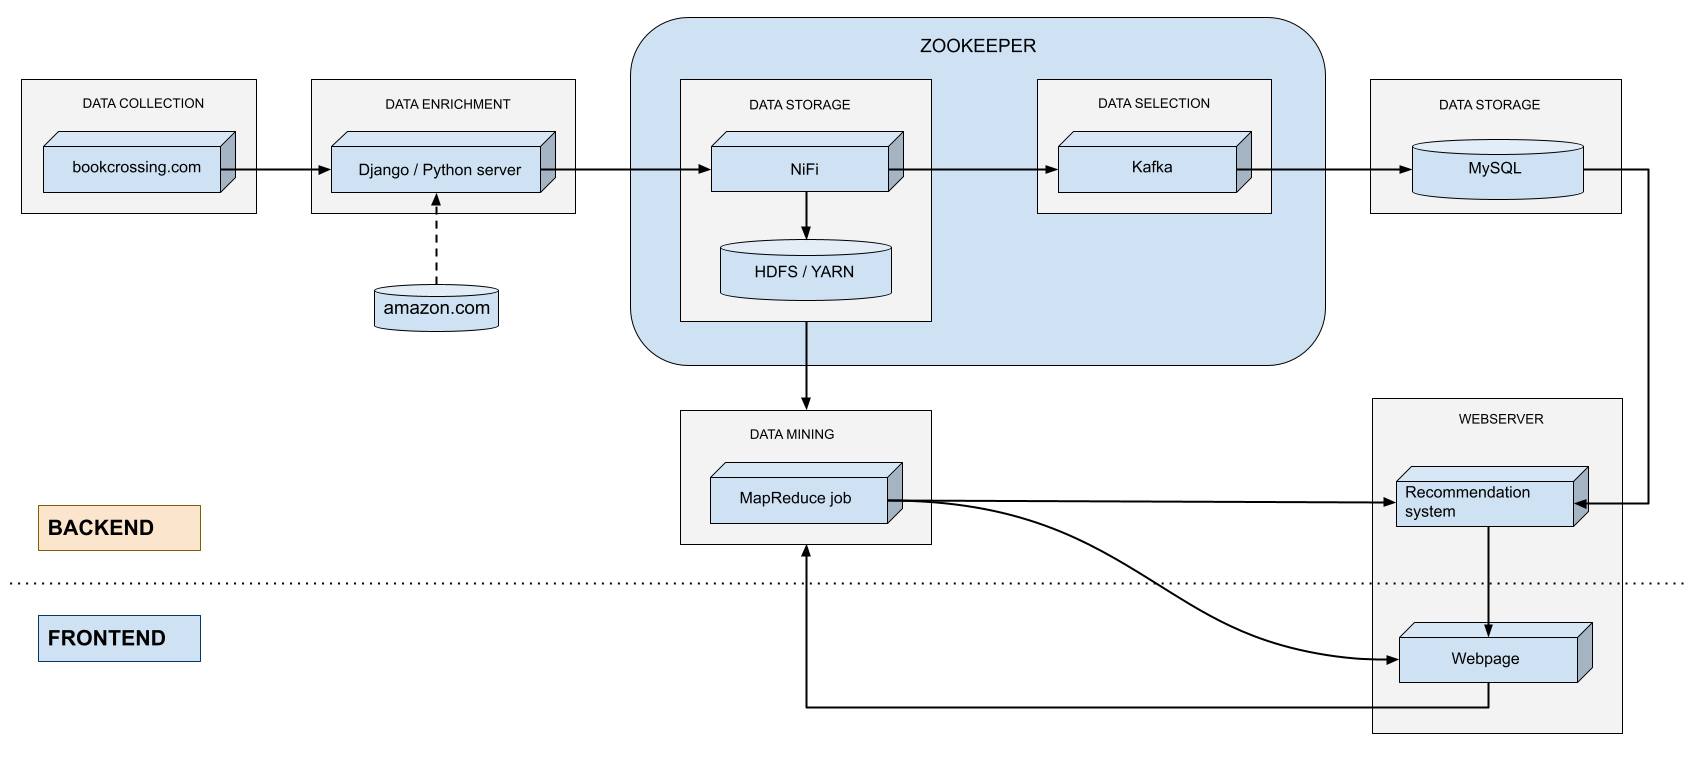 ZOOKEEPER
DATA COLLECTION
bookcrossing.com
DATA ENRICHMENT
Django / Python server
amazon.com
DATA STORAGE
NiFi
HDFS / YARN
DATA SELECTION
Kafka
DATA STORAGE
MySQL
DATA MINING
MapReduce job
WEBSERVER
Recommendation
system
Webpage
BACKEND
FRONTEND